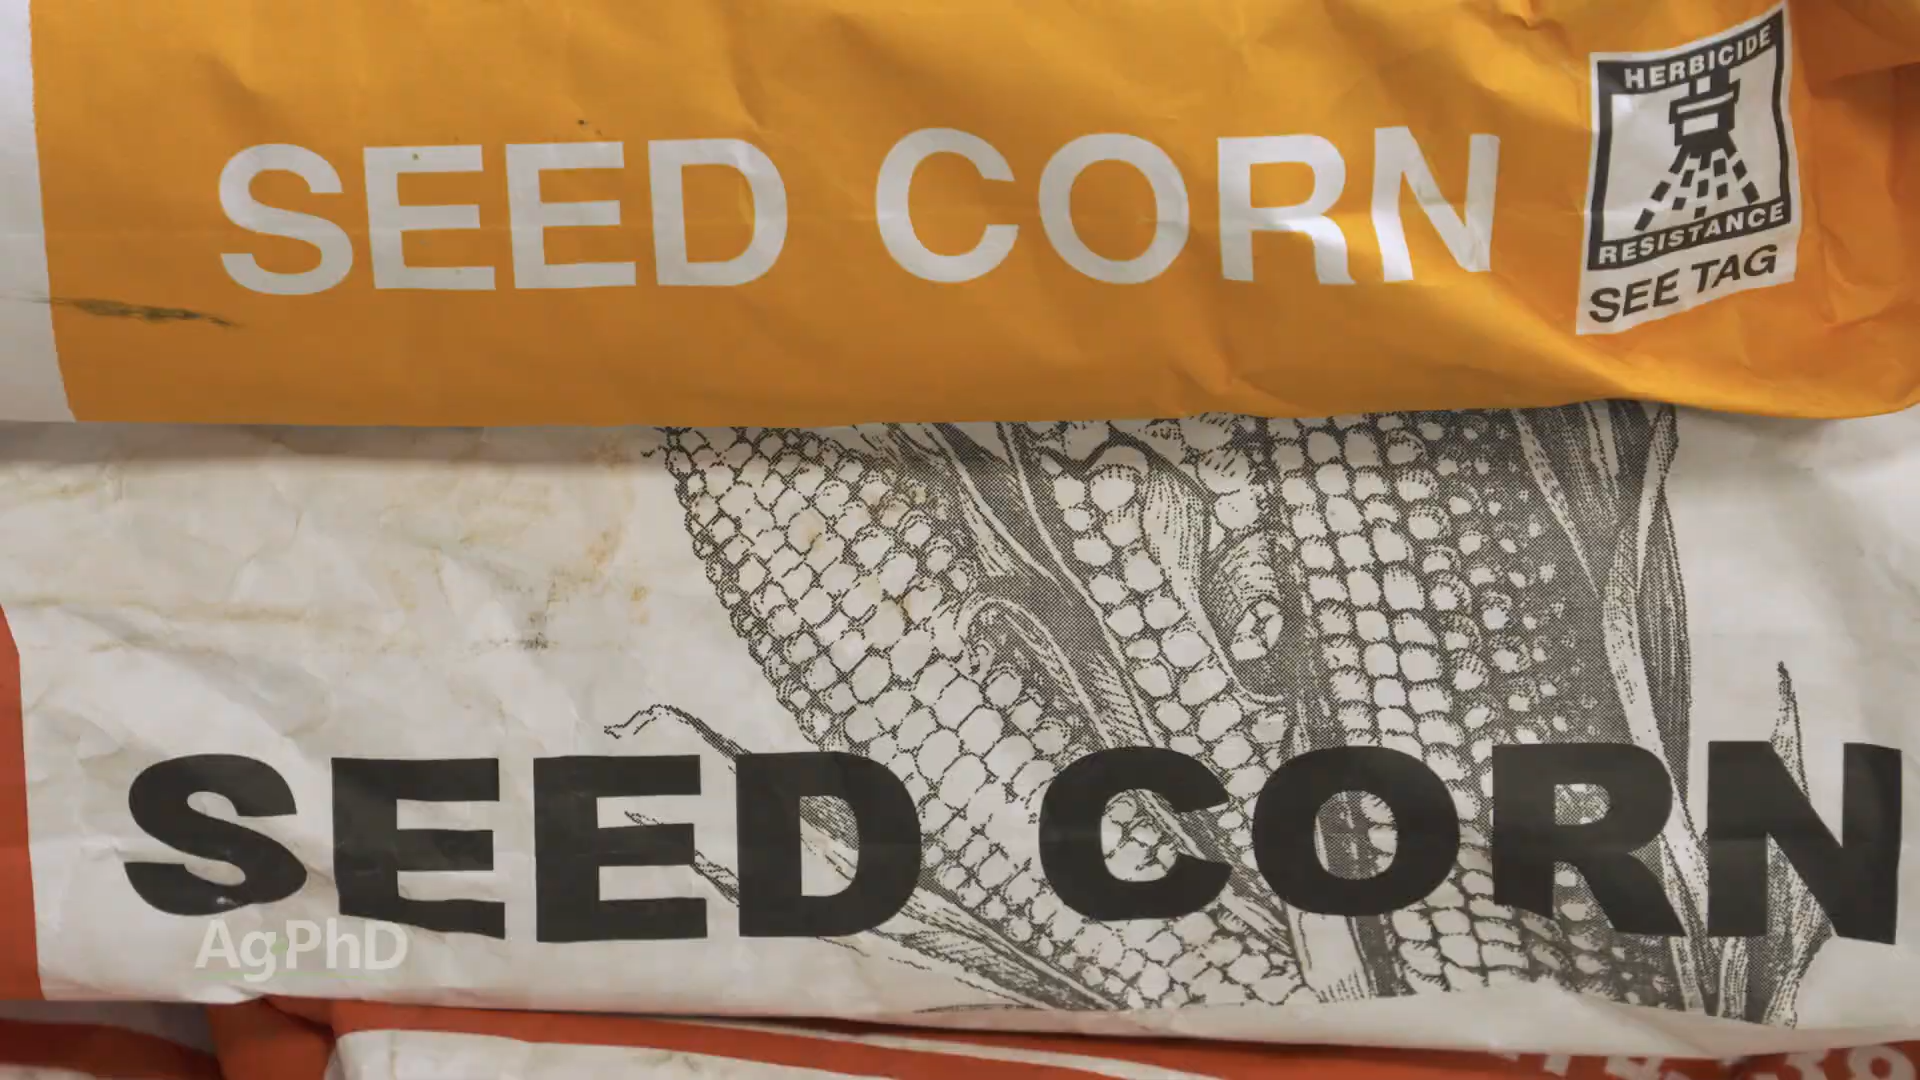 SEED CORN
HERBICIDE
RESISTANCE
SEE TAG
SEED CORN
AgPhD